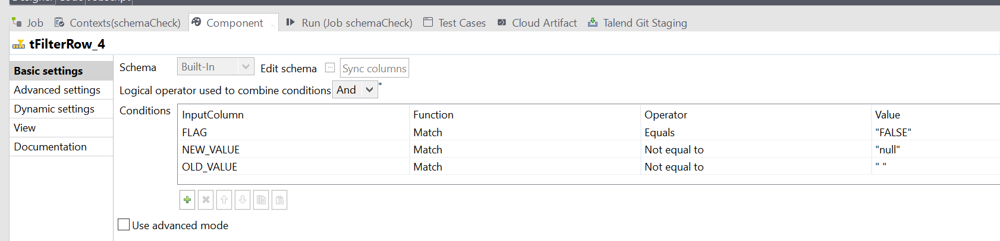 Designer Code Jobscript
Job Contexts(schemaCheck) Component Run (Job schemaCheck) Test Cases Cloud Artifact Talend Git Staging
tFilterRow_4
Basic settings
Advanced settings
Dynamic settings
View
Documentation
Schema Built-In Edit schema ... Sync columns
Logical operator used to combine conditions And *
Conditions
InputColumn Function Operator Value
FLAG Match Equals "FALSE"
NEW_VALUE Match Not equal to "null"
OLD_VALUE Match Not equal to " "
Use advanced mode